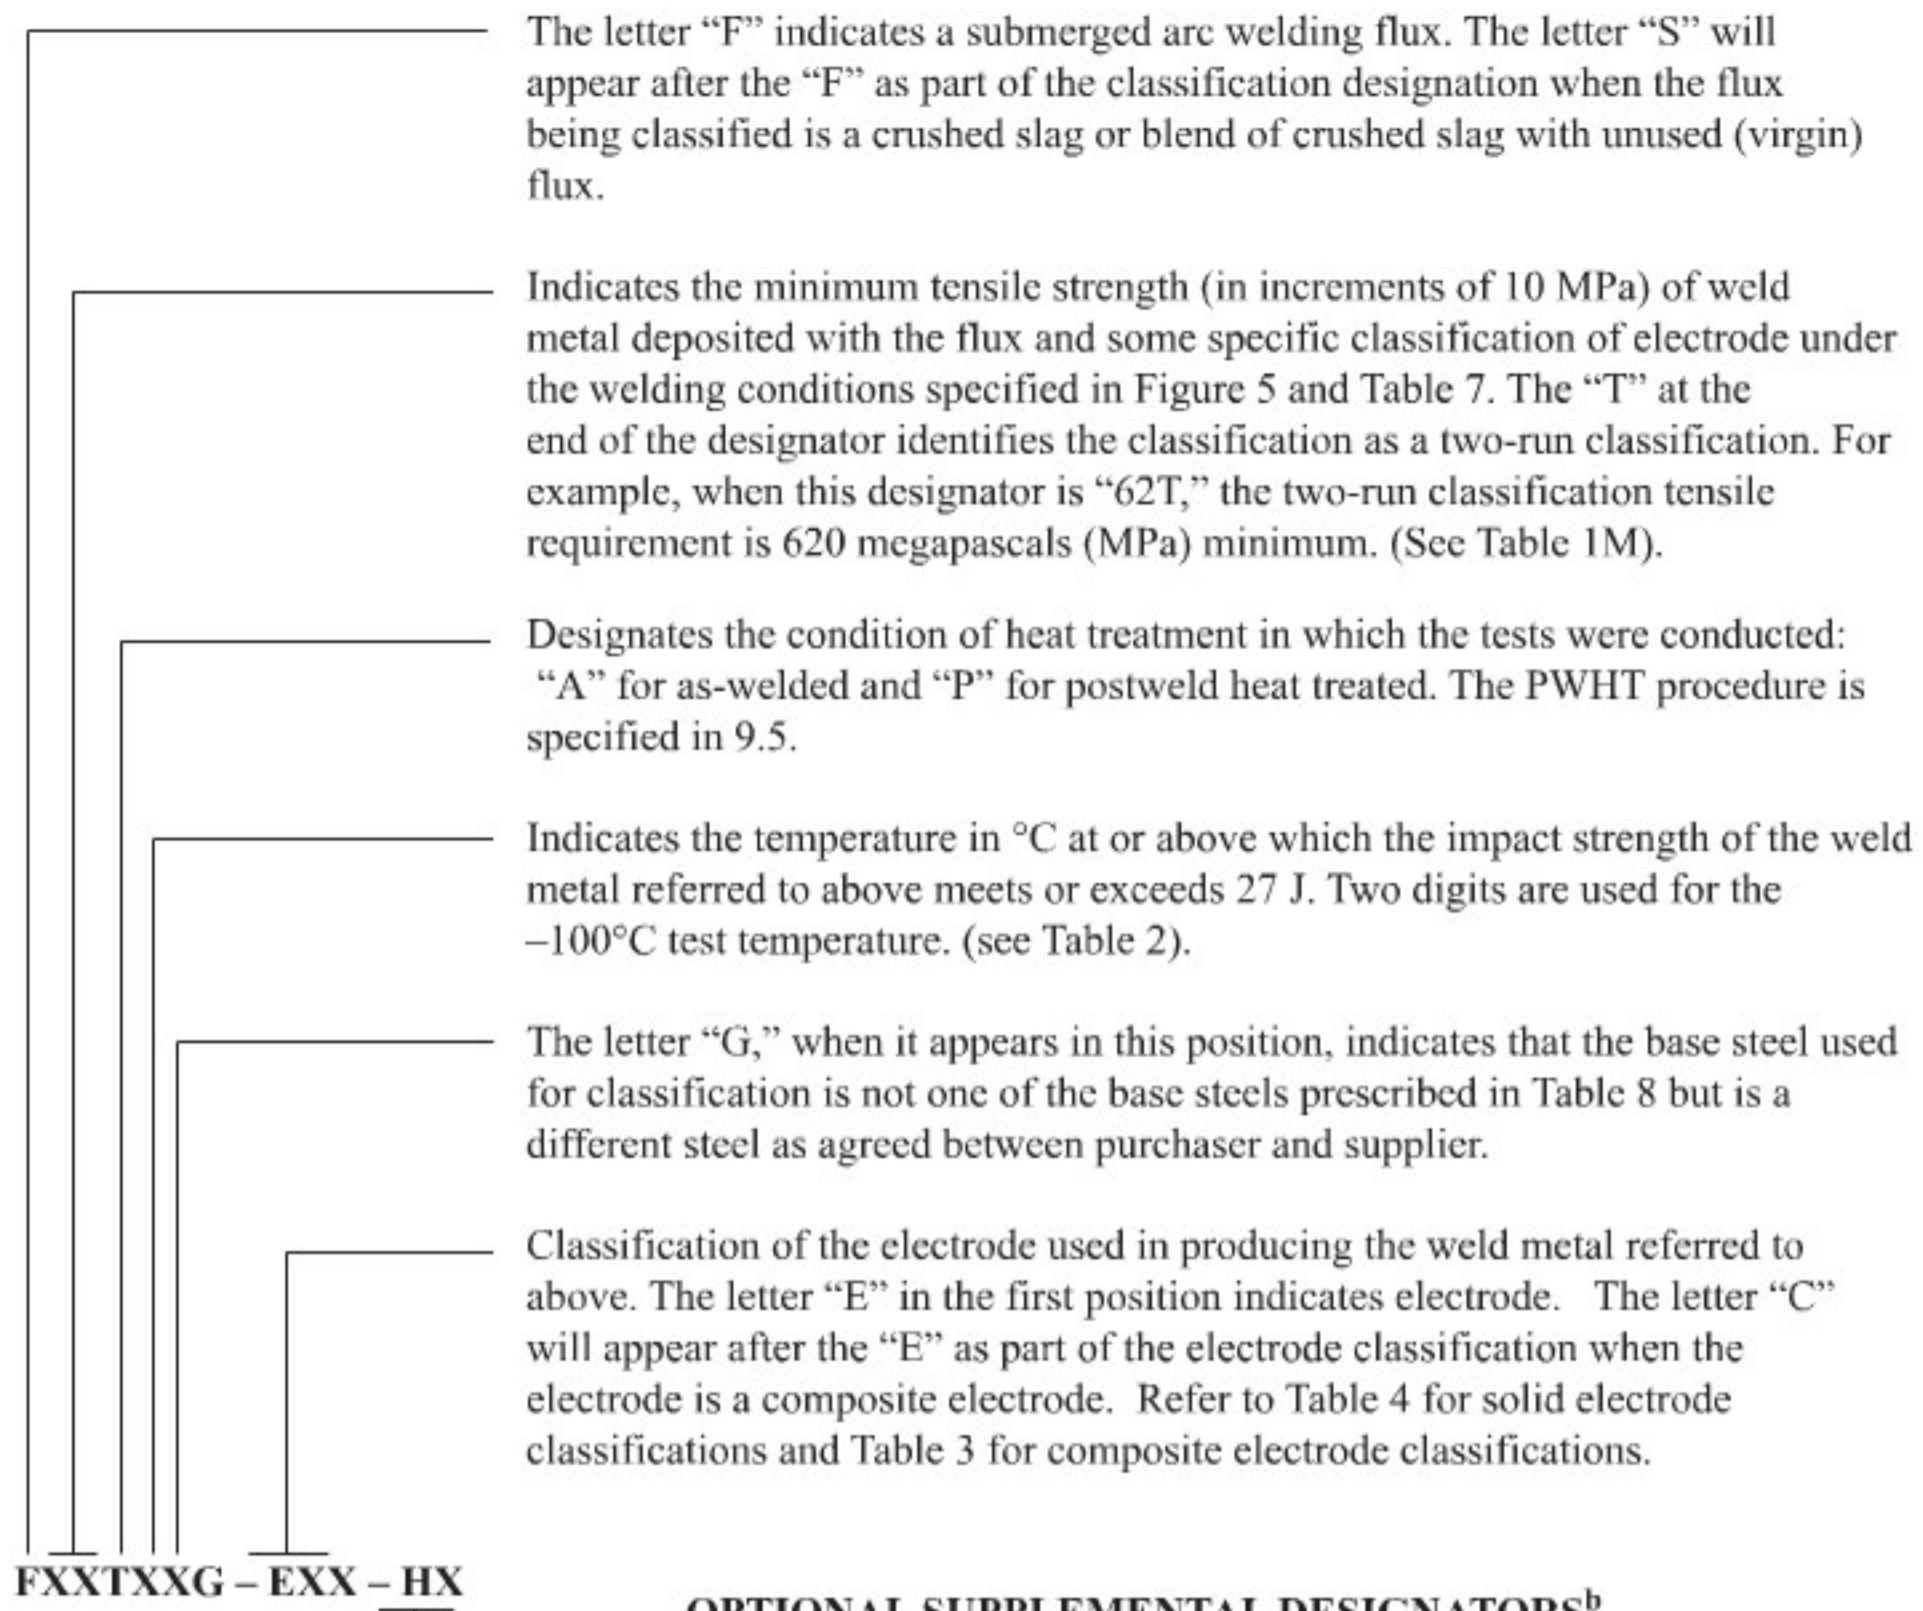 The letter “F” indicates a submerged arc welding flux. The letter “S” will
appear after the “F” as part of the classification designation when the flux
being classified is a crushed slag or blend of crushed slag with unused (virgin)
flux.
Indicates the minimum tensile strength (in increments of 10 MPa) of weld
metal deposited with the flux and some specific classification of electrode under
the welding conditions specified in Figure 5 and Table 7. The “T” at the
end of the designator identifies the classification as a two-run classification. For
example, when this designator is “62T,” the two-run classification tensile
requirement is 620 megapascals (MPa) minimum. (See Table 1M).
Designates the condition of heat treatment in which the tests were conducted:
“A” for as-welded and “P” for postweld heat treated. The PWHT procedure is
specified in 9.5.
Indicates the temperature in °C at or above which the impact strength of the weld
metal referred to above meets or exceeds 27 J. Two digits are used for the
–100°C test temperature. (see Table 2).
The letter “G,” when it appears in this position, indicates that the base steel used
for classification is not one of the base steels prescribed in Table 8 but is a
different steel as agreed between purchaser and supplier.
Classification of the electrode used in producing the weld metal referred to
above. The letter “E” in the first position indicates electrode. The letter “C”
will appear after the “E” as part of the electrode classification when the
electrode is a composite electrode. Refer to Table 4 for solid electrode
classifications and Table 3 for composite electrode classifications.
FXXTXXG – EXX – HX
OPTIONAL SUPPLEMENTAL DESIGNATORSᵇ